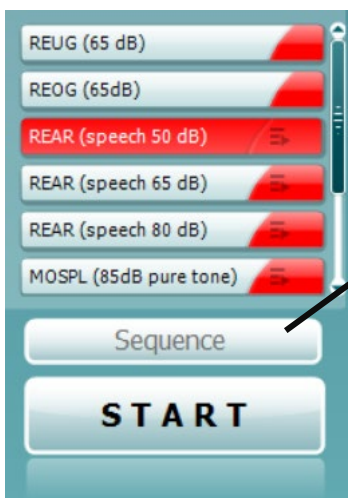 REUG (65 dB)
REOG (65dB)
REAR (speech 50 dB)
REAR (speech 65 dB)
REAR (speech 80 dB)
MOSPL (85dB pure tone)
Sequence
START